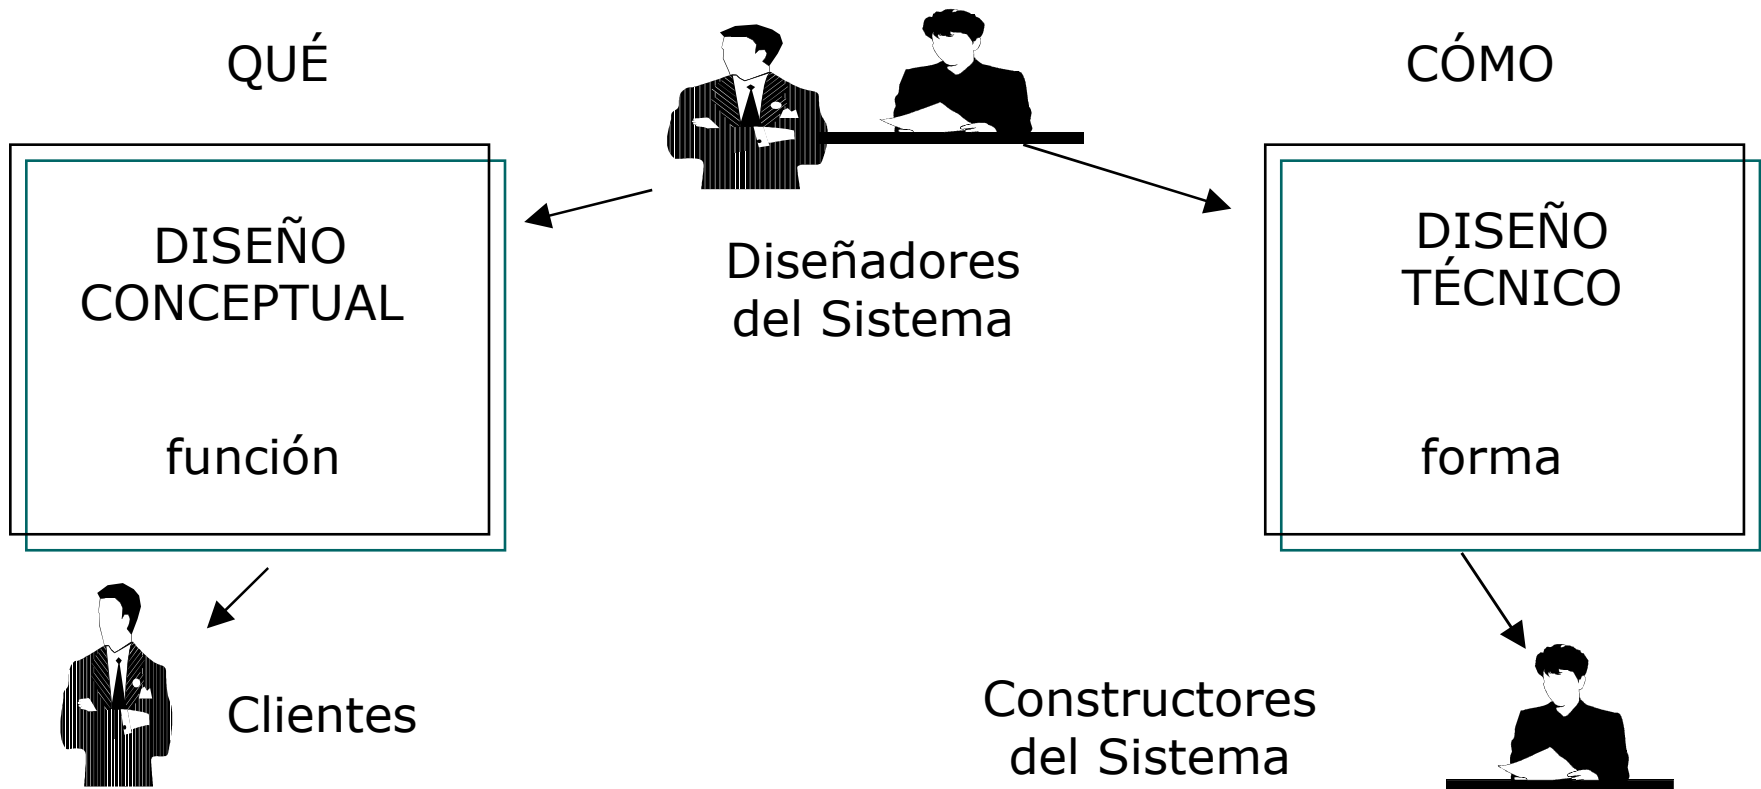 QUÉ
CÓMO
DISEÑO
CONCEPTUAL
función
Diseñadores
del Sistema
DISEÑO
TÉCNICO
forma
Clientes
Constructores
del Sistema